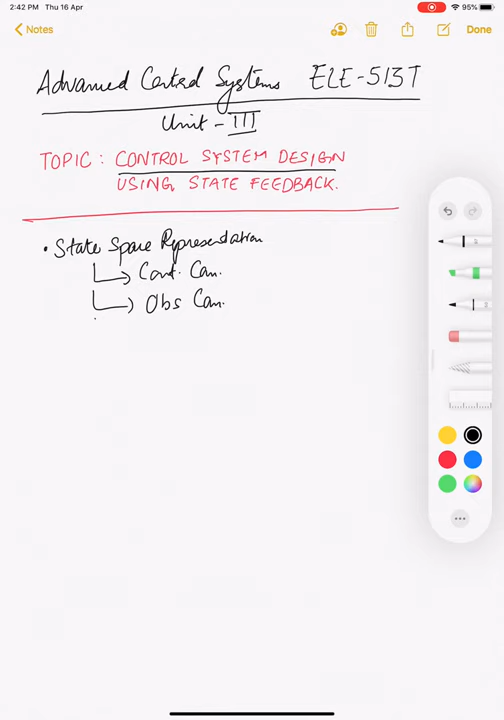 2:42 PM Thu 16 Apr 95%
Notes Done
Advanced Control Systems ELE-513T
Unit - III
TOPIC: CONTROL SYSTEM DESIGN
USING STATE FEEDBACK.
• State Space Representation
Cont. Can.
Obs Can.